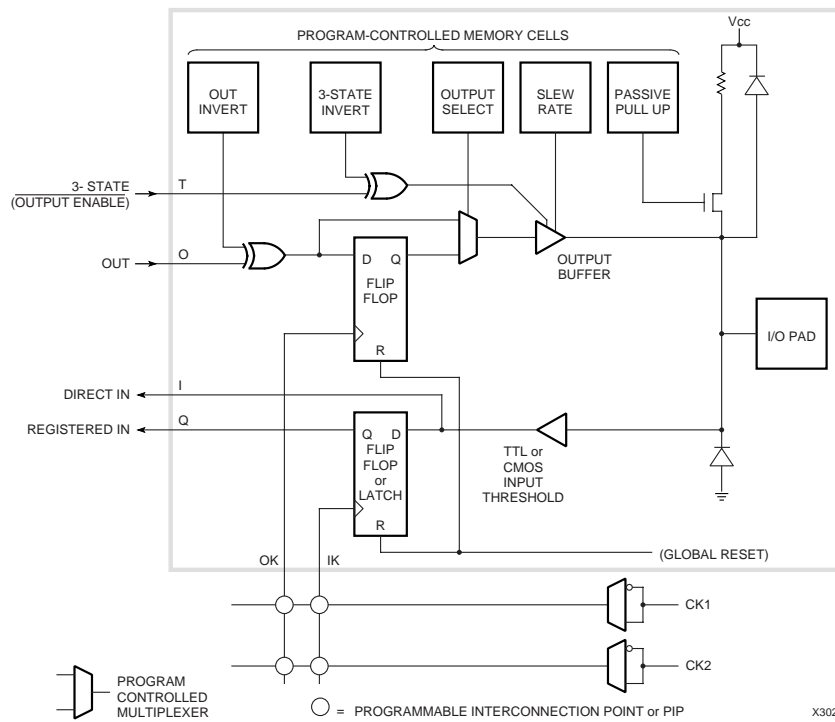 Vcc
PROGRAM-CONTROLLED MEMORY CELLS
OUT
INVERT
3-STATE
INVERT
OUTPUT
SELECT
SLEW
RATE
PASSIVE
PULL UP
3- STATE
(OUTPUT ENABLE)
T
OUT
O
D Q
FLIP
FLOP
R
OUTPUT
BUFFER
I/O PAD
DIRECT IN
I
REGISTERED IN
Q
Q D
FLIP
FLOP
or
LATCH
R
TTL or
CMOS
INPUT
THRESHOLD
OK
IK
(GLOBAL RESET)
CK1
CK2
PROGRAM
CONTROLLED
MULTIPLEXER
= PROGRAMMABLE INTERCONNECTION POINT or PIP